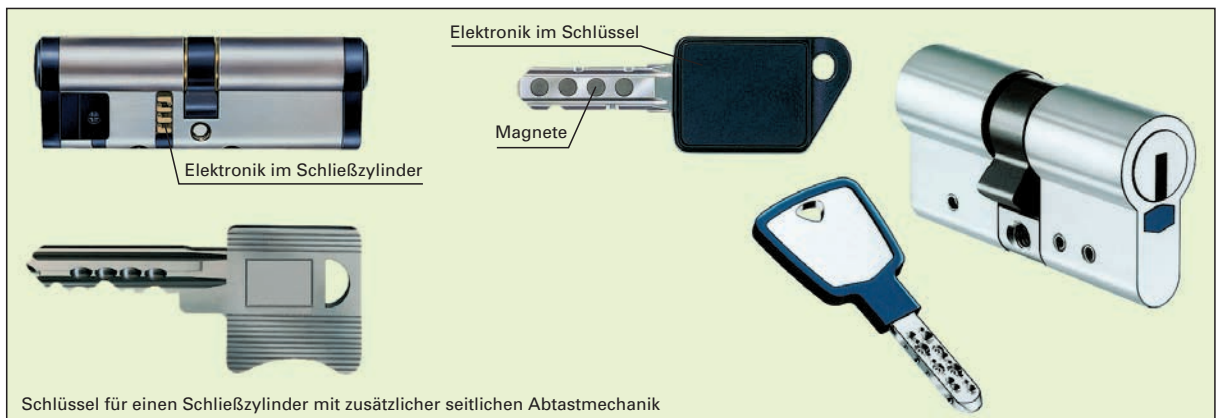 Elektronik im Schlüssel
Magnete
Elektronik im Schließzylinder
Schlüssel für einen Schließzylinder mit zusätzlicher seitlichen Abtastmechanik